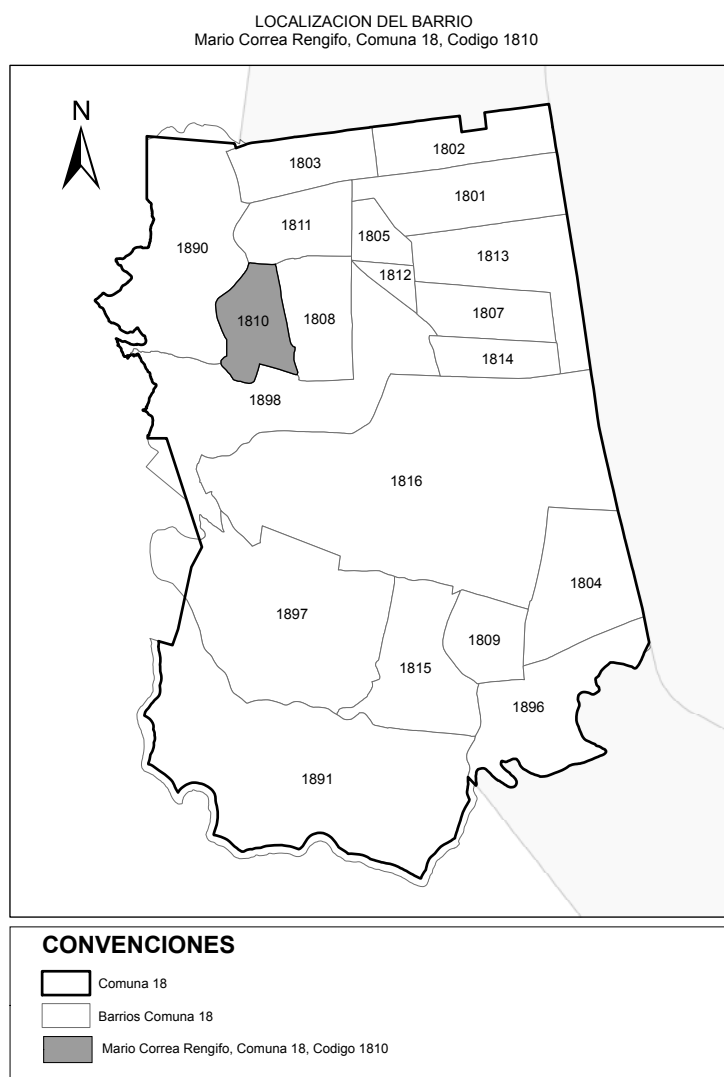 LOCALIZACION DEL BARRIO
Mario Correa Rengifo, Comuna 18, Codigo 1810
N
1802
1803
1801
1811
1805
1890
1813
1812
1807
1810
1808
1814
1898
1816
1804
1897
1809
1815
1896
1891
CONVENCIONES
Comuna 18
Barrios Comuna 18
Mario Correa Rengifo, Comuna 18, Codigo 1810